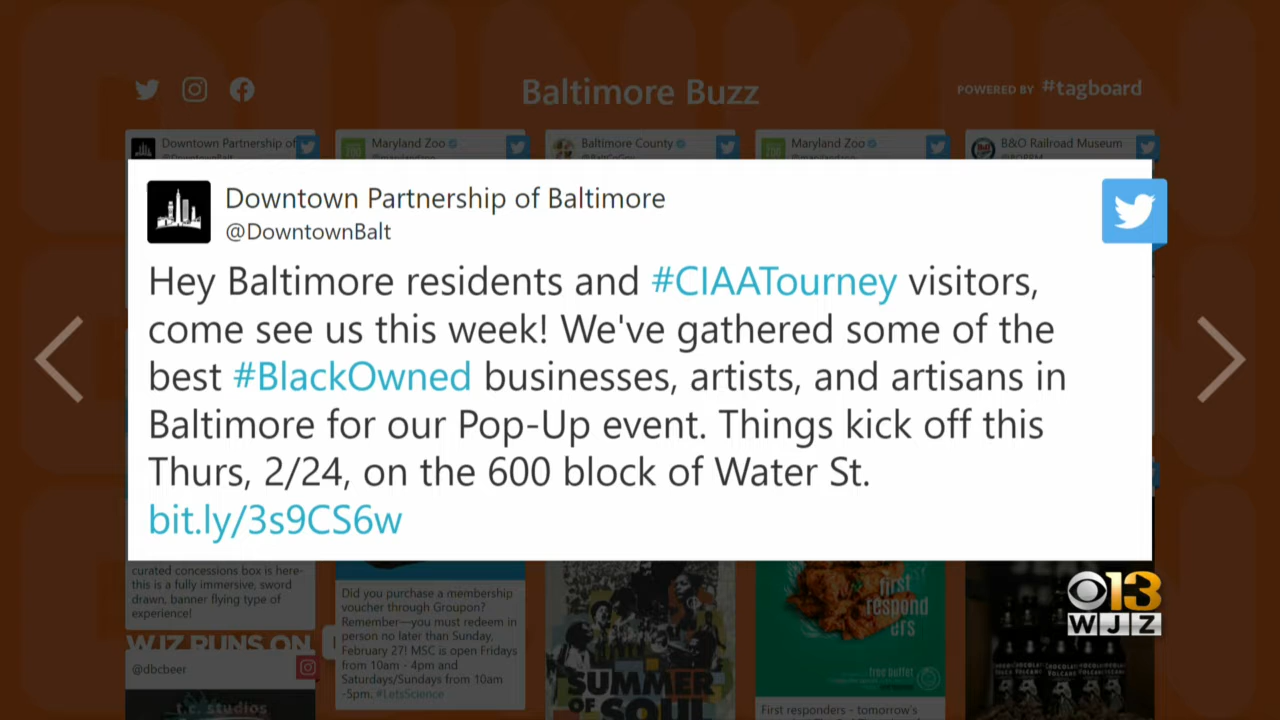 Baltimore Buzz
POWERED BY #tagboard
Downtown Partnership of
Maryland Zoo
Baltimore County
Maryland Zoo
B&O Railroad Museum
Downtown Partnership of Baltimore
@DowntownBalt
Hey Baltimore residents and #CIAATourney visitors,
come see us this week! We've gathered some of the
best #BlackOwned businesses, artists, and artisans in
Baltimore for our Pop-Up event. Things kick off this
Thurs, 2/24, on the 600 block of Water St.
bit.ly/3s9CS6w
curated concessions box is here-
this is a fully immersive, sword
drawn, banner flying type of
experience!
WJZ RUNS ON
@dbcbeer
t.c. studios
Did you purchase a membership
voucher through Groupon?
Remember—you must redeem in
person no later than Sunday,
February 27! MSC is open Fridays
from 10am - 4pm and
Saturdays/Sundays from 10am
-5pm. #LetsScience
SUMMER
OF SOUL
first
respond
ers
free buffet
First responders - tomorrow's
13
WJZ